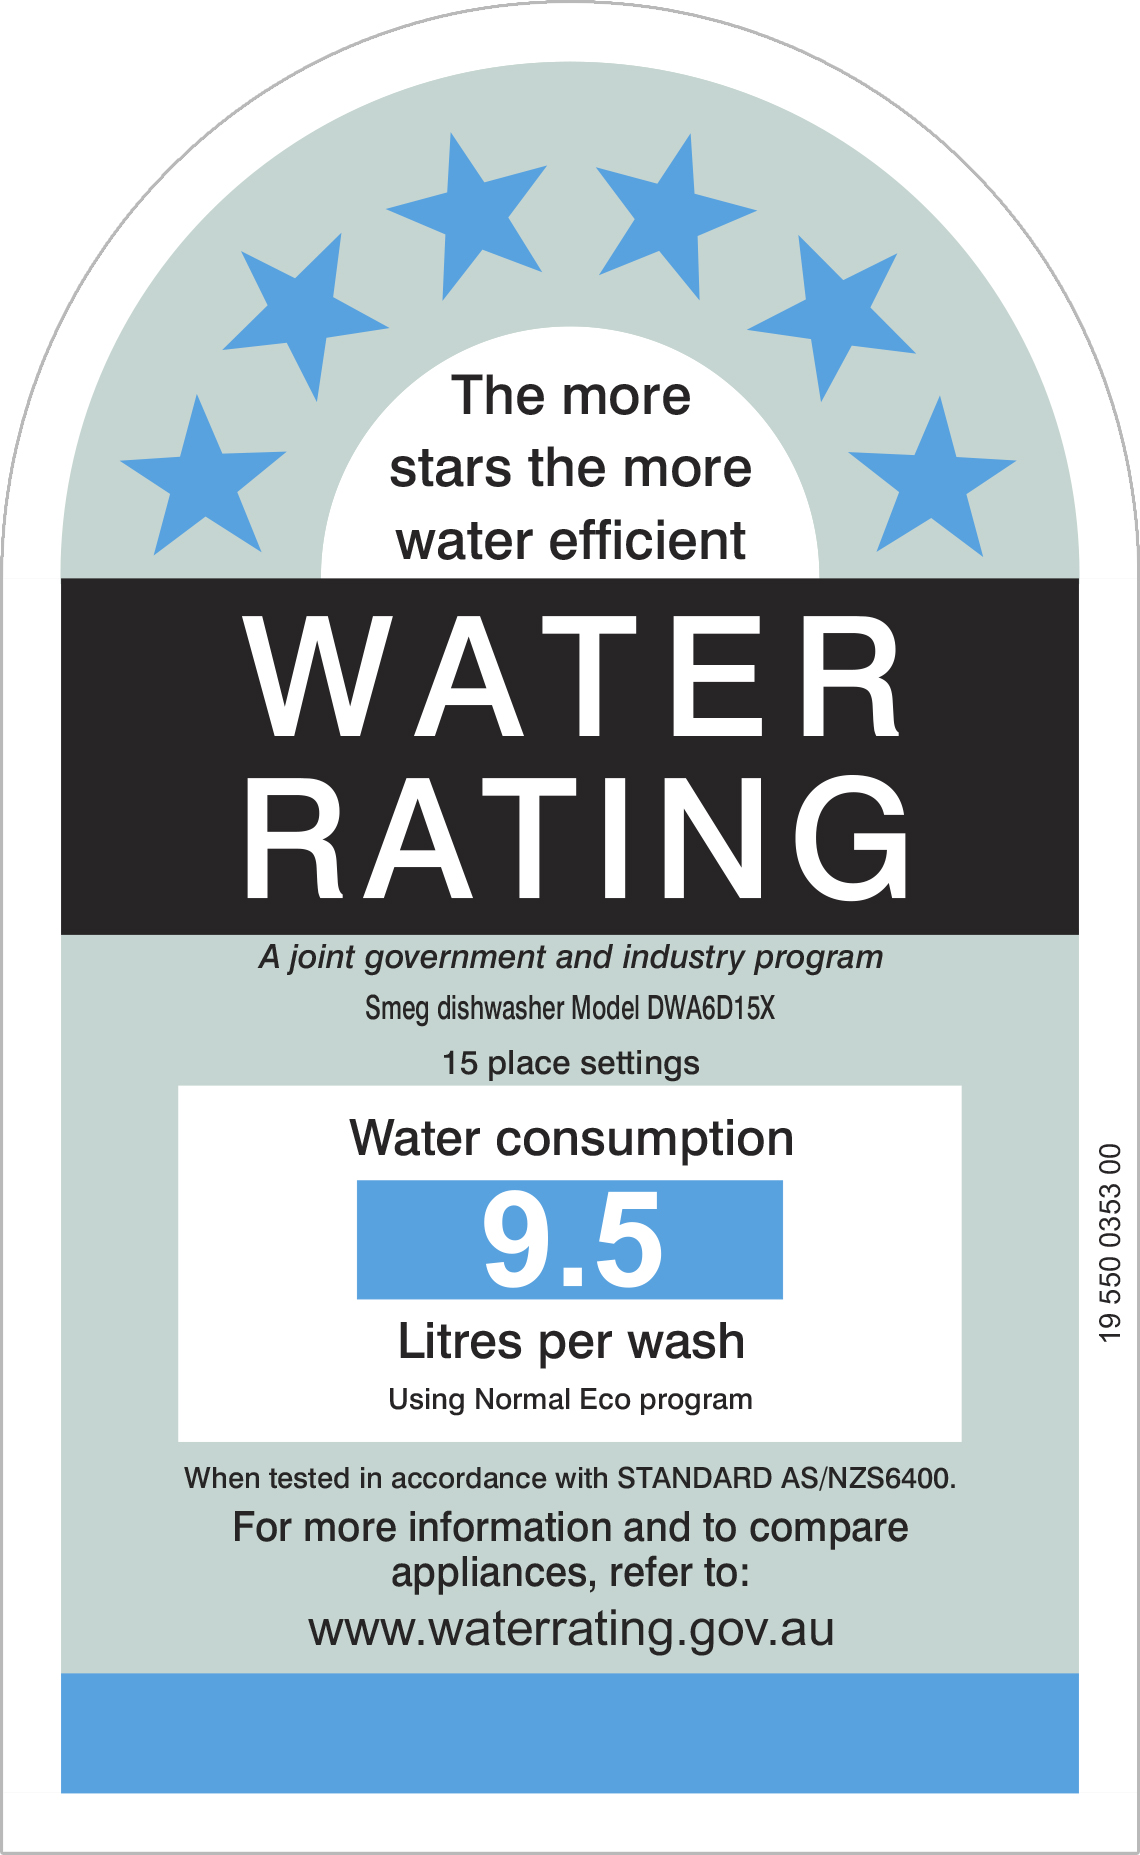 The more
stars the more
water efficient
WATER
RATING
A joint government and industry program
Smeg dishwasher Model DWA6D15X
15 place settings
Water consumption
9.5
Litres per wash
Using Normal Eco program
When tested in accordance with STANDARD AS/NZS6400.
For more information and to compare
appliances, refer to:
www.waterrating.gov.au
19 550 0353 00